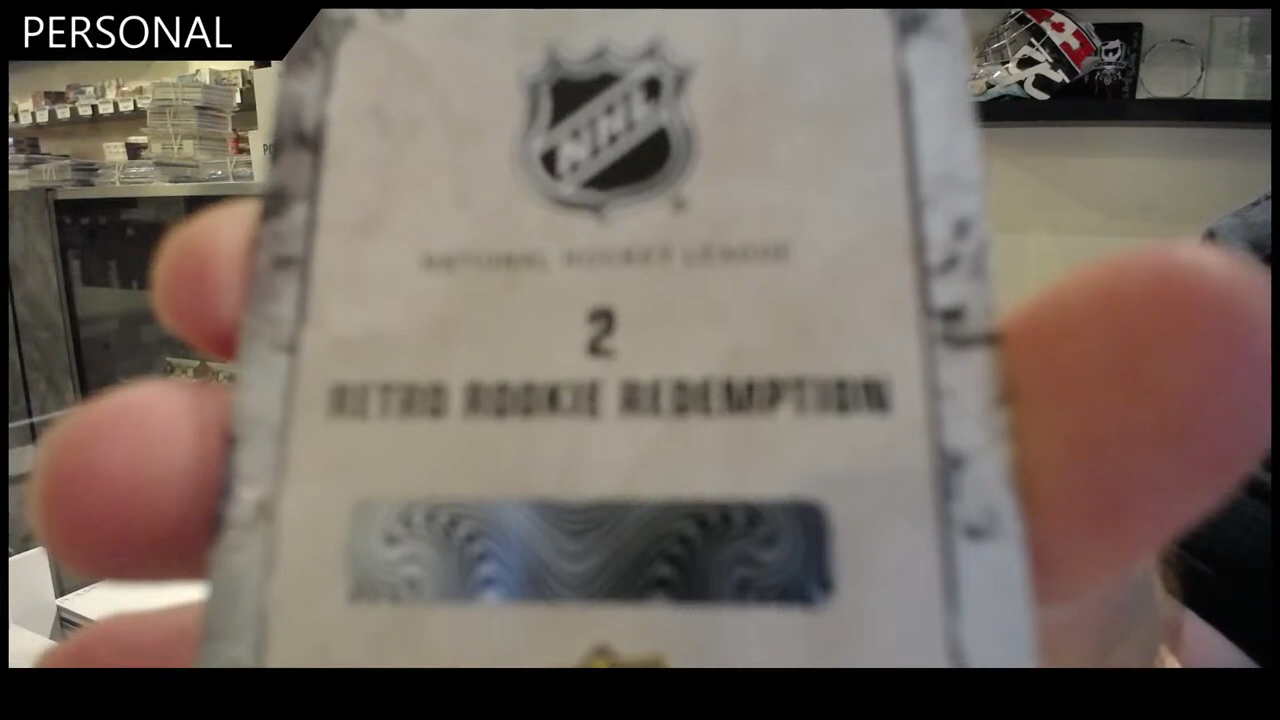 PERSONAL
NHL
NATIONAL HOCKEY LEAGUE
2
RETRO ROOKIE REDEMPTION